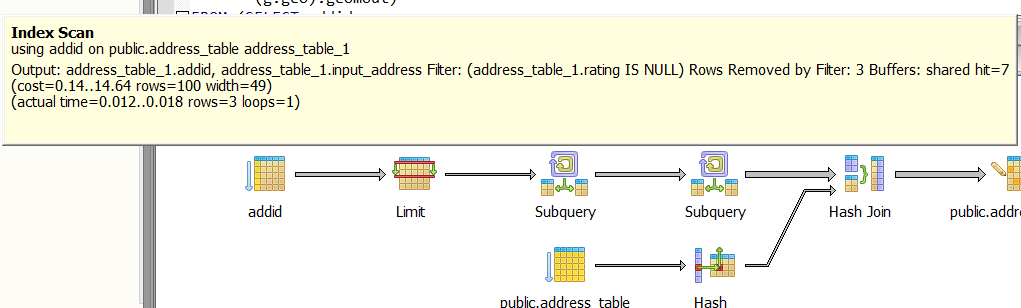 (g.geo).geomout)
Index Scan
using addid on public.address_table address_table_1
Output: address_table_1.addid, address_table_1.input_address Filter: (address_table_1.rating IS NULL) Rows Removed by Filter: 3 Buffers: shared hit=7
(cost=0.14..14.64 rows=100 width=49)
(actual time=0.012..0.018 rows=3 loops=1)
addid
Limit
Subquery
Subquery
Hash Join
public.addre
public.address_table
Hash